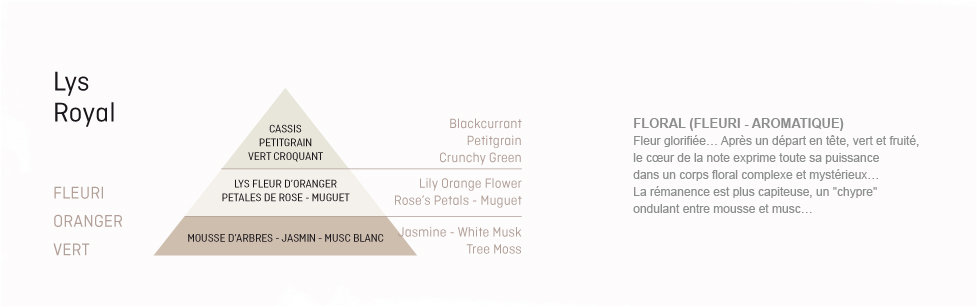 Lys
Royal
FLEURI
ORANGER
VERT
CASSIS
PETITGRAIN
VERT CROQUANT
LYS FLEUR D'ORANGER
PETALES DE ROSE - MUGUET
MOUSSE D'ARBRES - JASMIN - MUSC BLANC
Blackcurrant
Petitgrain
Crunchy Green
Lily Orange Flower
Rose's Petals - Muguet
Jasmine - White Musk
Tree Moss
FLORAL (FLEURI - AROMATIQUE)
Fleur glorifiée… Après un départ en tête, vert et fruité,
le cœur de la note exprime toute sa puissance
dans un corps floral complexe et mystérieux…
La rémanence est plus capiteuse, un "chypre"
ondulant entre mousse et musc…